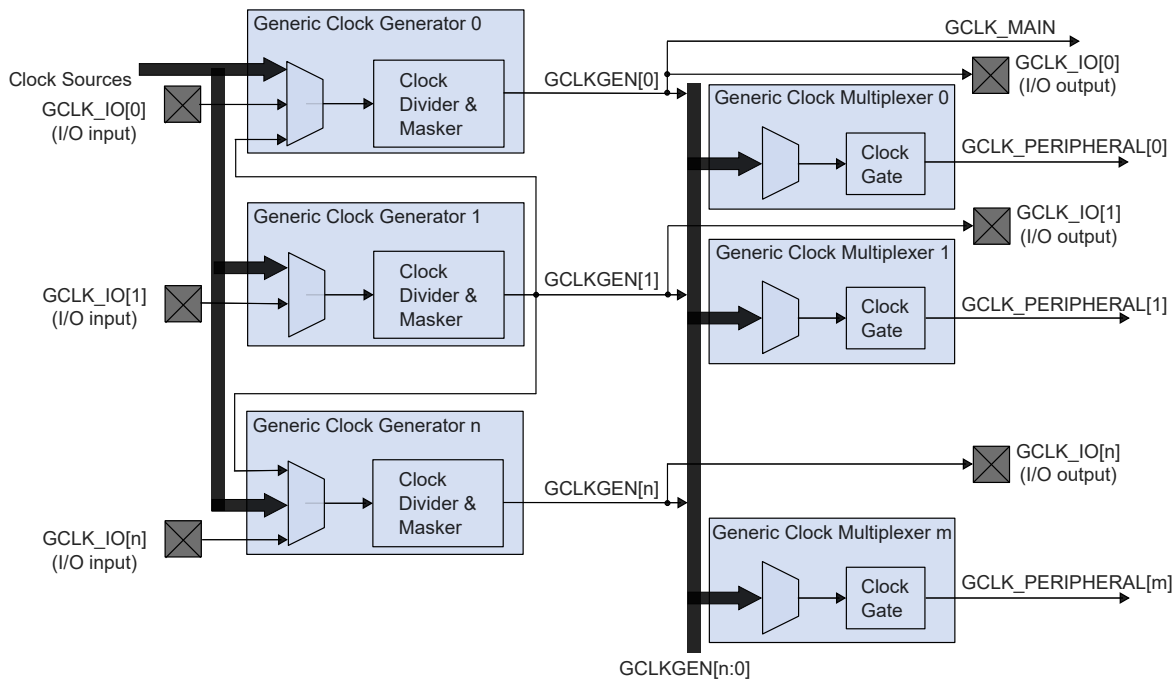 Generic Clock Generator 0
Clock Sources
GCLK_IO[0]
(I/O input)
Clock
Divider &
Masker
GCLKGEN[0]
GCLK_MAIN
GCLK_IO[0]
(I/O output)
Generic Clock Multiplexer 0
Clock
Gate
GCLK_PERIPHERAL[0]
Generic Clock Generator 1
GCLK_IO[1]
(I/O input)
Clock
Divider &
Masker
GCLKGEN[1]
GCLK_IO[1]
(I/O output)
Generic Clock Multiplexer 1
Clock
Gate
GCLK_PERIPHERAL[1]
Generic Clock Generator n
GCLK_IO[n]
(I/O input)
Clock
Divider &
Masker
GCLKGEN[n]
GCLK_IO[n]
(I/O output)
Generic Clock Multiplexer m
Clock
Gate
GCLK_PERIPHERAL[m]
GCLKGEN[n:0]